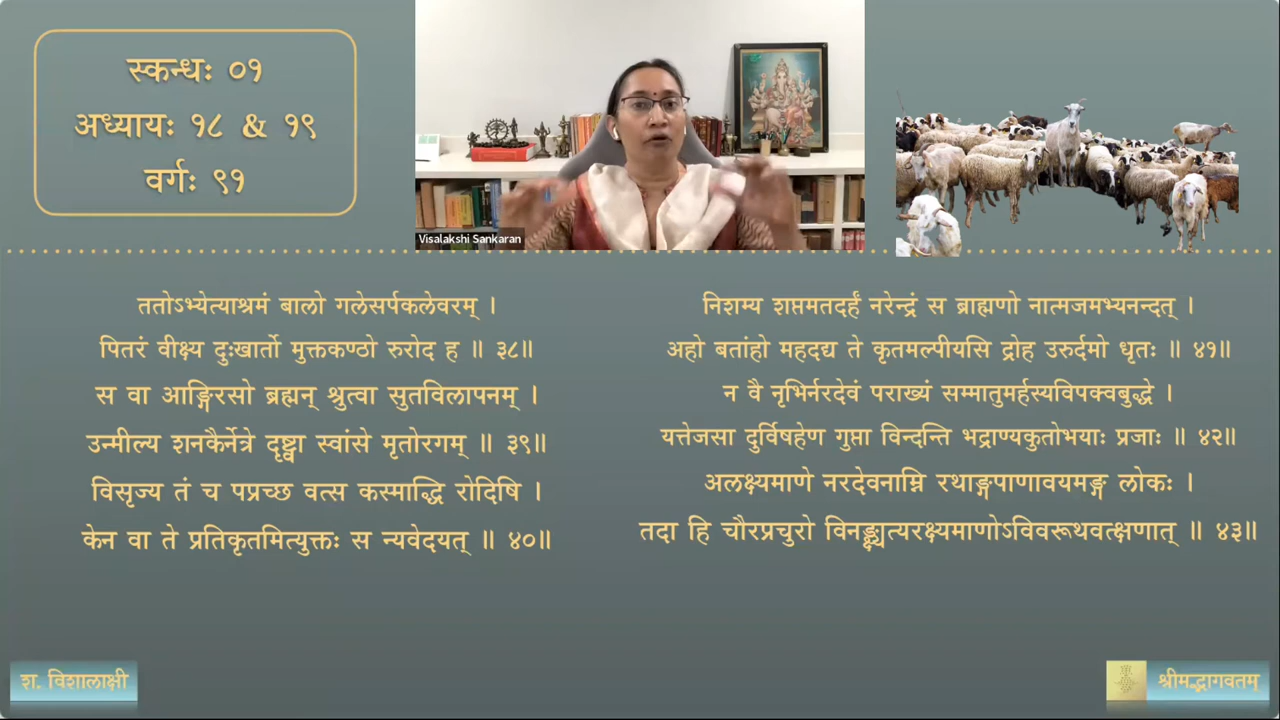 स्कन्धः ०१
अध्यायः १८ & १९
वर्गः ९१
Visalakshi Sankaran
ततोऽभ्येत्याश्रमं बालो गलेसर्पकलेवरम् ।
पितरं वीक्ष्य दुःखार्तो मुक्तकण्ठो रुरोद ह ॥ ३८॥
स वा आङ्गिरसो ब्रह्मन् श्रुत्वा सुतविलापनम् ।
उन्मील्य शनकैर्नेत्रे दृष्ट्वा स्वांसे मृतोरगम् ॥ ३९॥
विसृज्य तं च पप्रच्छ वत्स कस्माद्धि रोदिषि ।
केन वा ते प्रतिकृतमित्युक्तः स न्यवेदयत् ॥ ४०॥
निशम्य शप्तमतदर्हं नरेन्द्रं स ब्राह्मणो नात्मजमभ्यनन्दत् ।
अहो बतांहो महदद्य ते कृतमल्पीयसि द्रोह उरुर्दमो धृतः ॥ ४१॥
न वै नृभिर्नरदेवं पराख्यं सम्मातुमर्हस्यविपक्वबुद्धे ।
यत्तेजसा दुर्विषहेण गुप्ता विन्दन्ति भद्राण्यकुतोभयाः प्रजाः ॥ ४२॥
अलक्ष्यमाणे नरदेवनाम्नि रथाङ्गपाणावयमङ्ग लोकः ।
तदा हि चौरप्रचुरो विनङ्क्ष्यत्यरक्ष्यमाणोऽविवरूथवत्क्षणात् ॥ ४३॥
श. विशालाक्षी
श्रीमद्भागवतम्